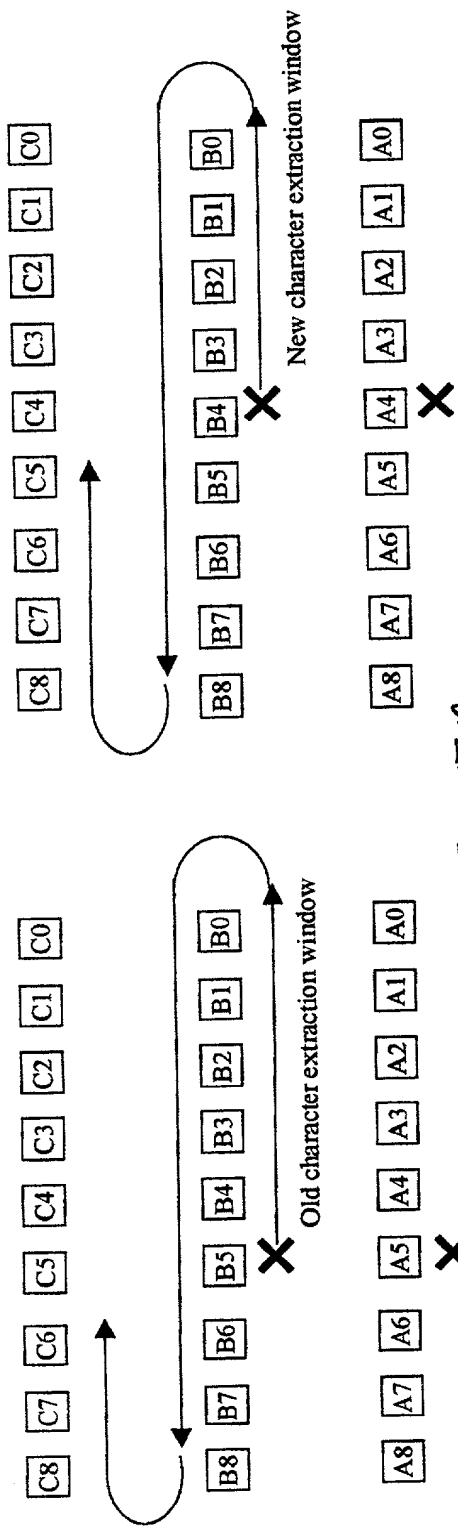 C8 C7 C6 C5 C4 C3 C2 C1 C0
B8 B7 B6 B5 B4 B3 B2 B1 B0
Old character extraction window
A8 A7 A6 A5 A4 A3 A2 A1 A0
C8 C7 C6 C5 C4 C3 C2 C1 C0
B8 B7 B6 B5 B4 B3 B2 B1 B0
New character extraction window
A8 A7 A6 A5 A4 A3 A2 A1 A0